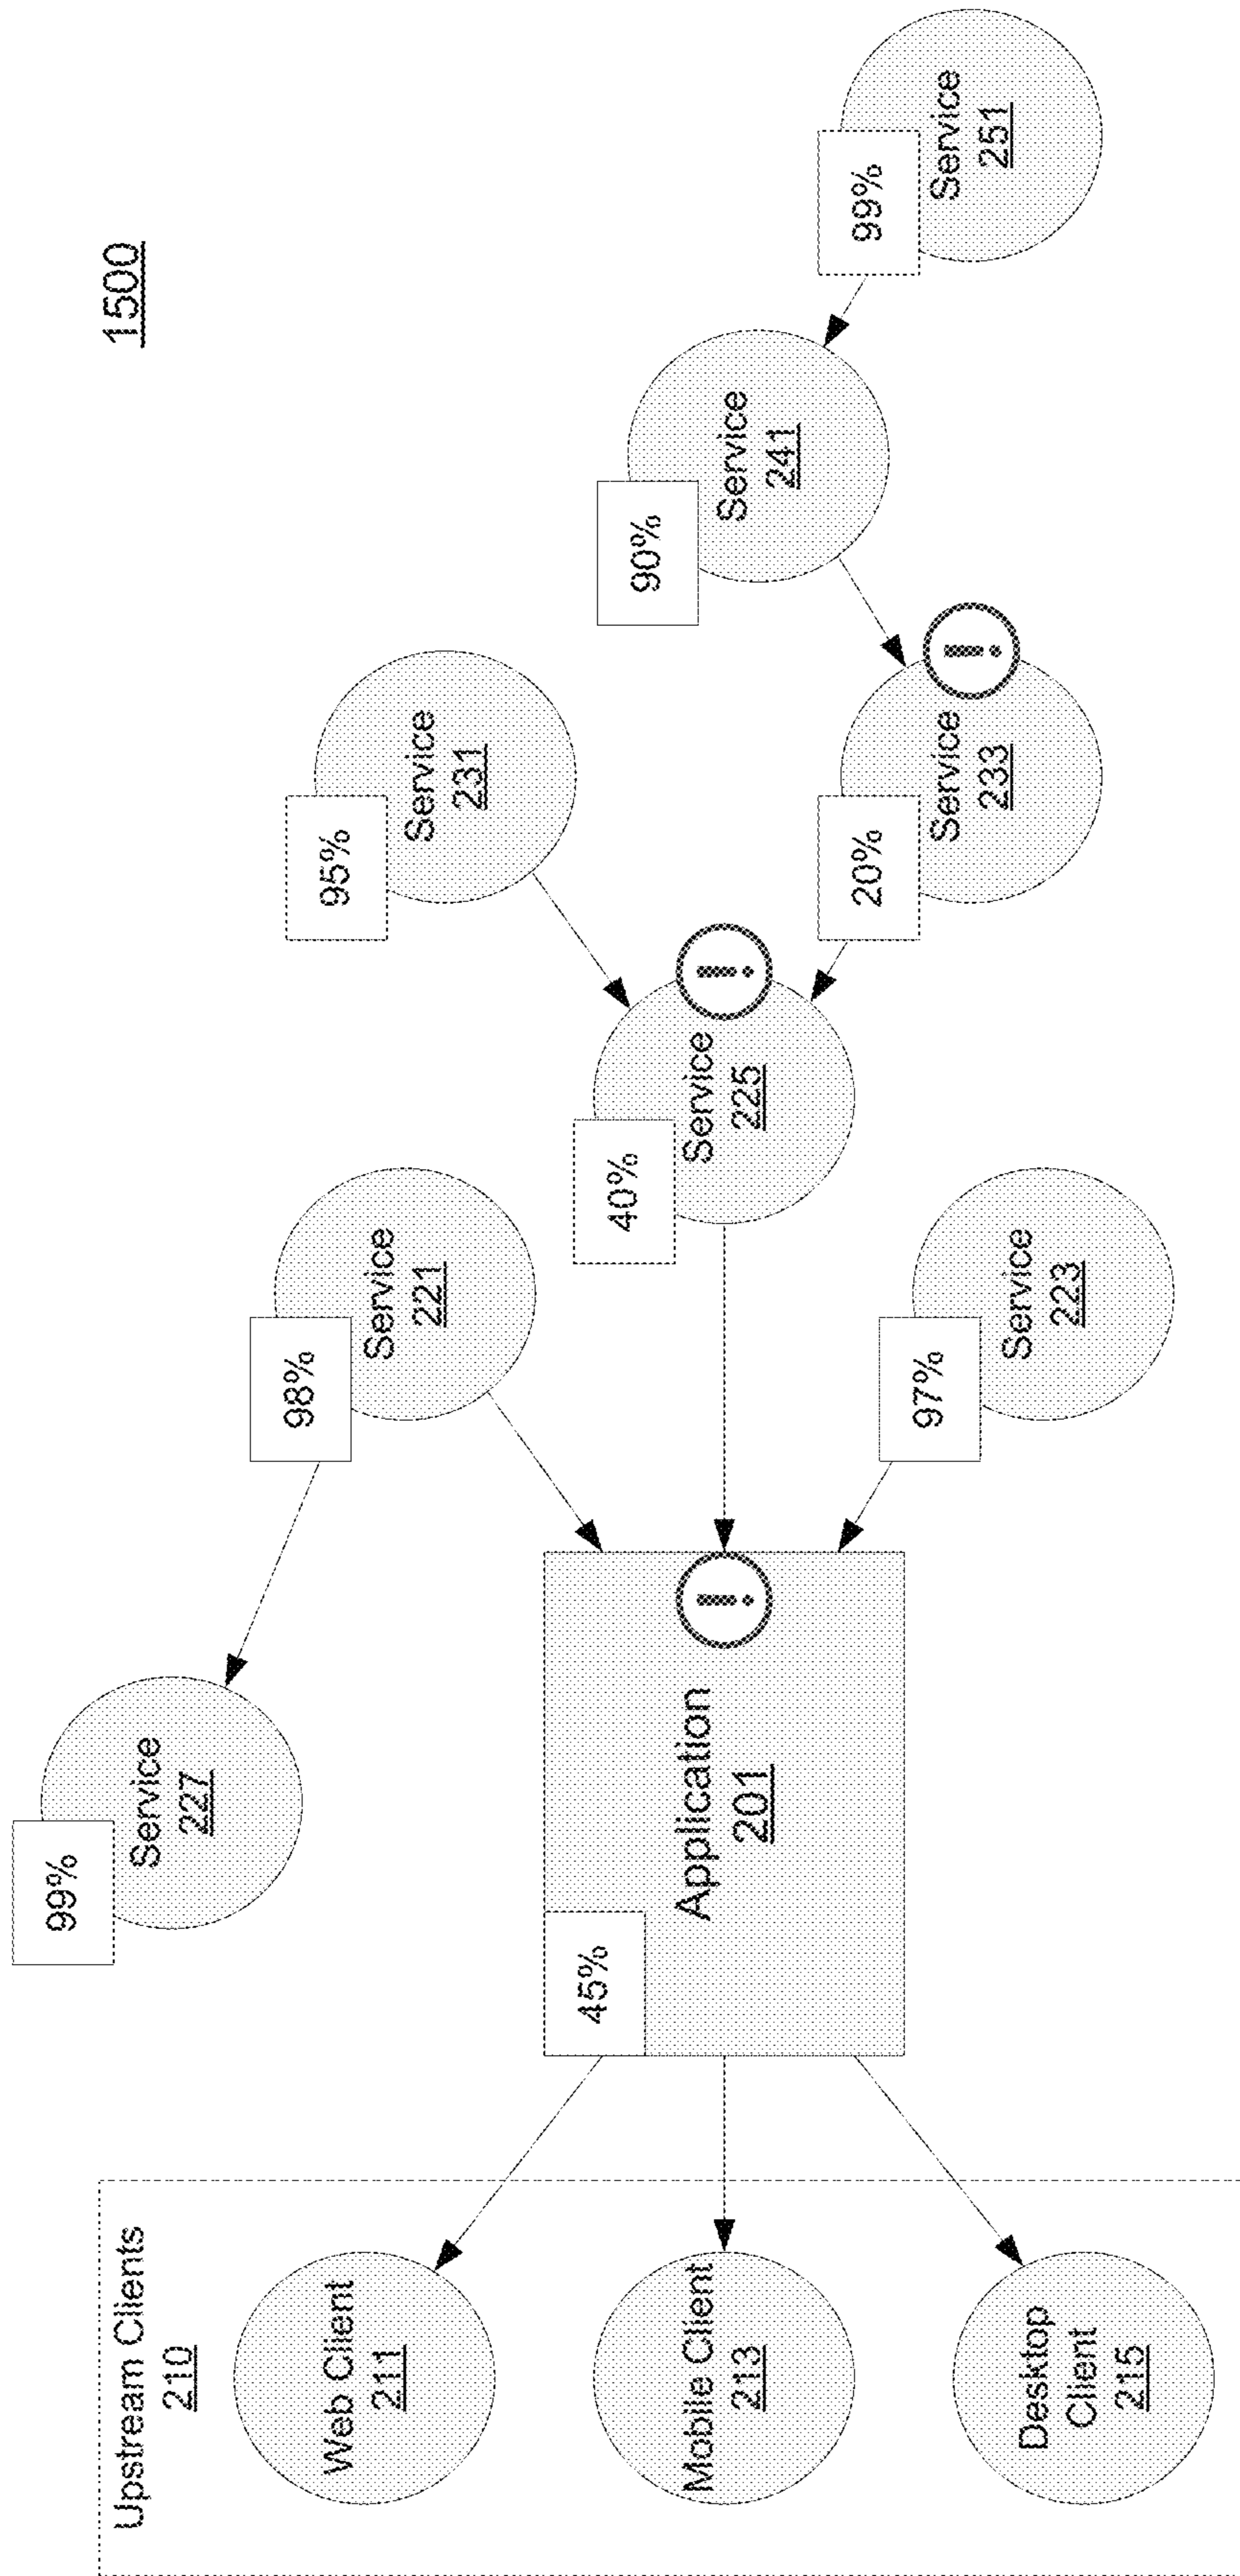 1500
Upstream Clients
210
Web Client
211
Mobile Client
213
Desktop
Client
215
45%
Application
201
i
99%
Service
227
98%
Service
221
40%
Service
225
i
97%
Service
223
95%
Service
231
20%
Service
233
i
90%
Service
241
99%
Service
251